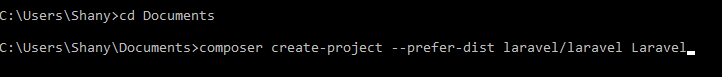 C:\Users\Shany>cd Documents
C:\Users\Shany\Documents>composer create-project --prefer-dist laravel/laravel Laravel